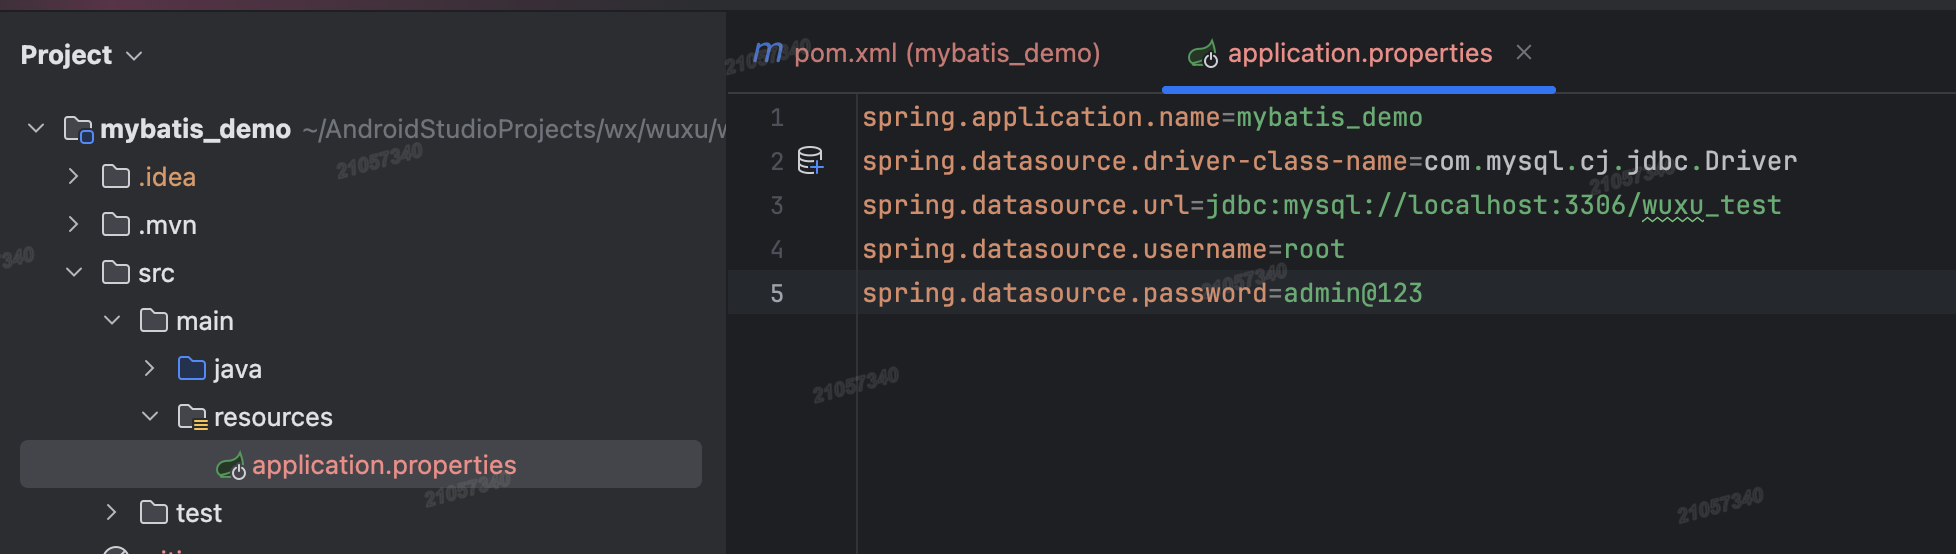 Project
mybatis_demo ~/AndroidStudioProjects/wx/wuxu/
.idea
.mvn
src
main
java
resources
application.properties
test
pom.xml (mybatis_demo)
application.properties
1 spring.application.name=mybatis_demo
2 spring.datasource.driver-class-name=com.mysql.cj.jdbc.Driver
3 spring.datasource.url=jdbc:mysql://localhost:3306/wuxu_test
4 spring.datasource.username=root
5 spring.datasource.password=admin@123
21057340
21057340
21057340
21057340
21057340
21057340
21057340